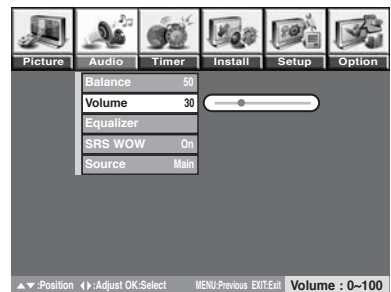 Picture Audio Timer Install Setup Option
Balance 50
Volume 30
Equalizer
SRS WOW On
Source Main
▲▼:Position ◀▶:Adjust OK:Select MENU:Previous EXIT:Exit Volume : 0~100